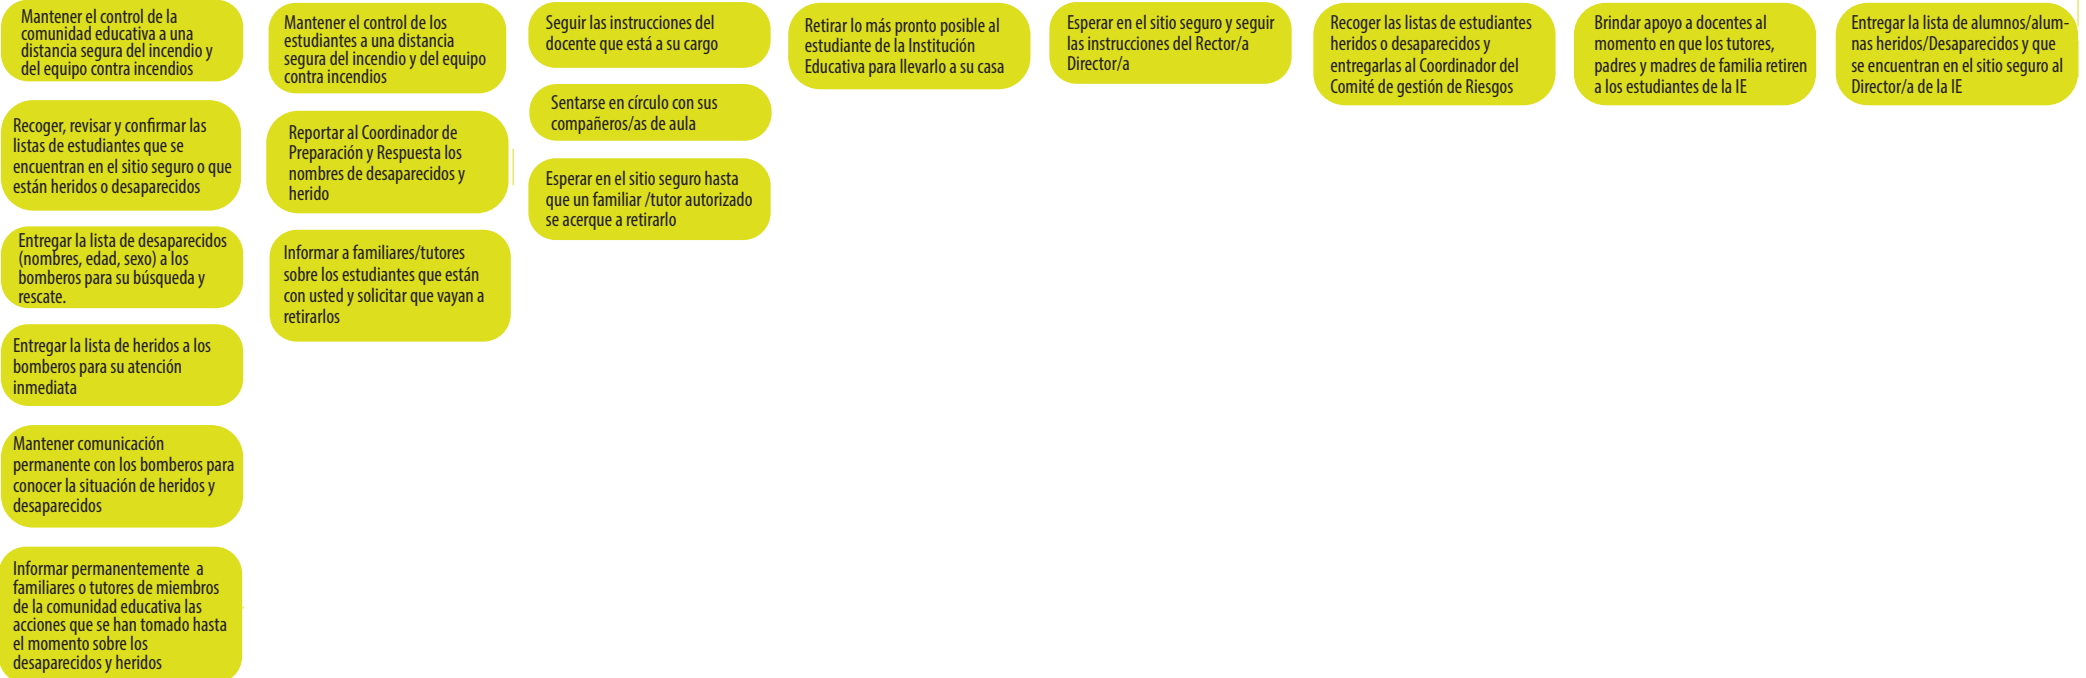 Mantener el control de la
comunidad educativa a una
distancia segura del incendio y
del equipo contra incendios
Recoger, revisar y confirmar las
listas de estudiantes que se
encuentran en el sitio seguro o que
están heridos o desaparecidos
Entregar la lista de desaparecidos
(nombres, edad, sexo) a los
bomberos para su búsqueda y
rescate.
Entregar la lista de heridos a los
bomberos para su atención
inmediata
Mantener comunicación
permanente con los bomberos para
conocer la situación de heridos y
desaparecidos
Informar permanentemente a
familiares o tutores de miembros
de la comunidad educativa las
acciones que se han tomado hasta
el momento sobre los
desaparecidos y heridos
Mantener el control de los
estudiantes a una distancia
segura del incendio y del equipo
contra incendios
Reportar al Coordinador de
Preparación y Respuesta los
nombres de desaparecidos y
herido
Informar a familiares/tutores
sobre los estudiantes que están
con usted y solicitar que vayan a
retirarlos
Seguir las instrucciones del
docente que está a su cargo
Sentarse en círculo con sus
compañeros/as de aula
Esperar en el sitio seguro hasta
que un familiar /tutor autorizado
se acerque a retirarlo
Retirar lo más pronto posible al
estudiante de la Institución
Educativa para llevarlo a su casa
Esperar en el sitio seguro y seguir
las instrucciones del Rector/a
Director/a
Recoger las listas de estudiantes
heridos o desaparecidos y
entregarlas al Coordinador del
Comité de gestión de Riesgos
Brindar apoyo a docentes al
momento en que los tutores,
padres y madres de familia retiren
a los estudiantes de la IE
Entregar la lista de alumnos/alum-
nas heridos/Desaparecidos y que
se encuentran en el sitio seguro al
Director/a de la IE